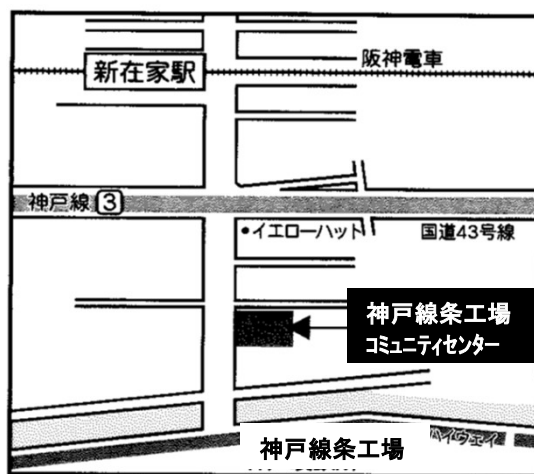 阪神電車
新在家駅
神戸線 3
•イエローハット
国道43号線
神戸線条工場
コミュニティセンター
ハイウェイ
神戸線条工場